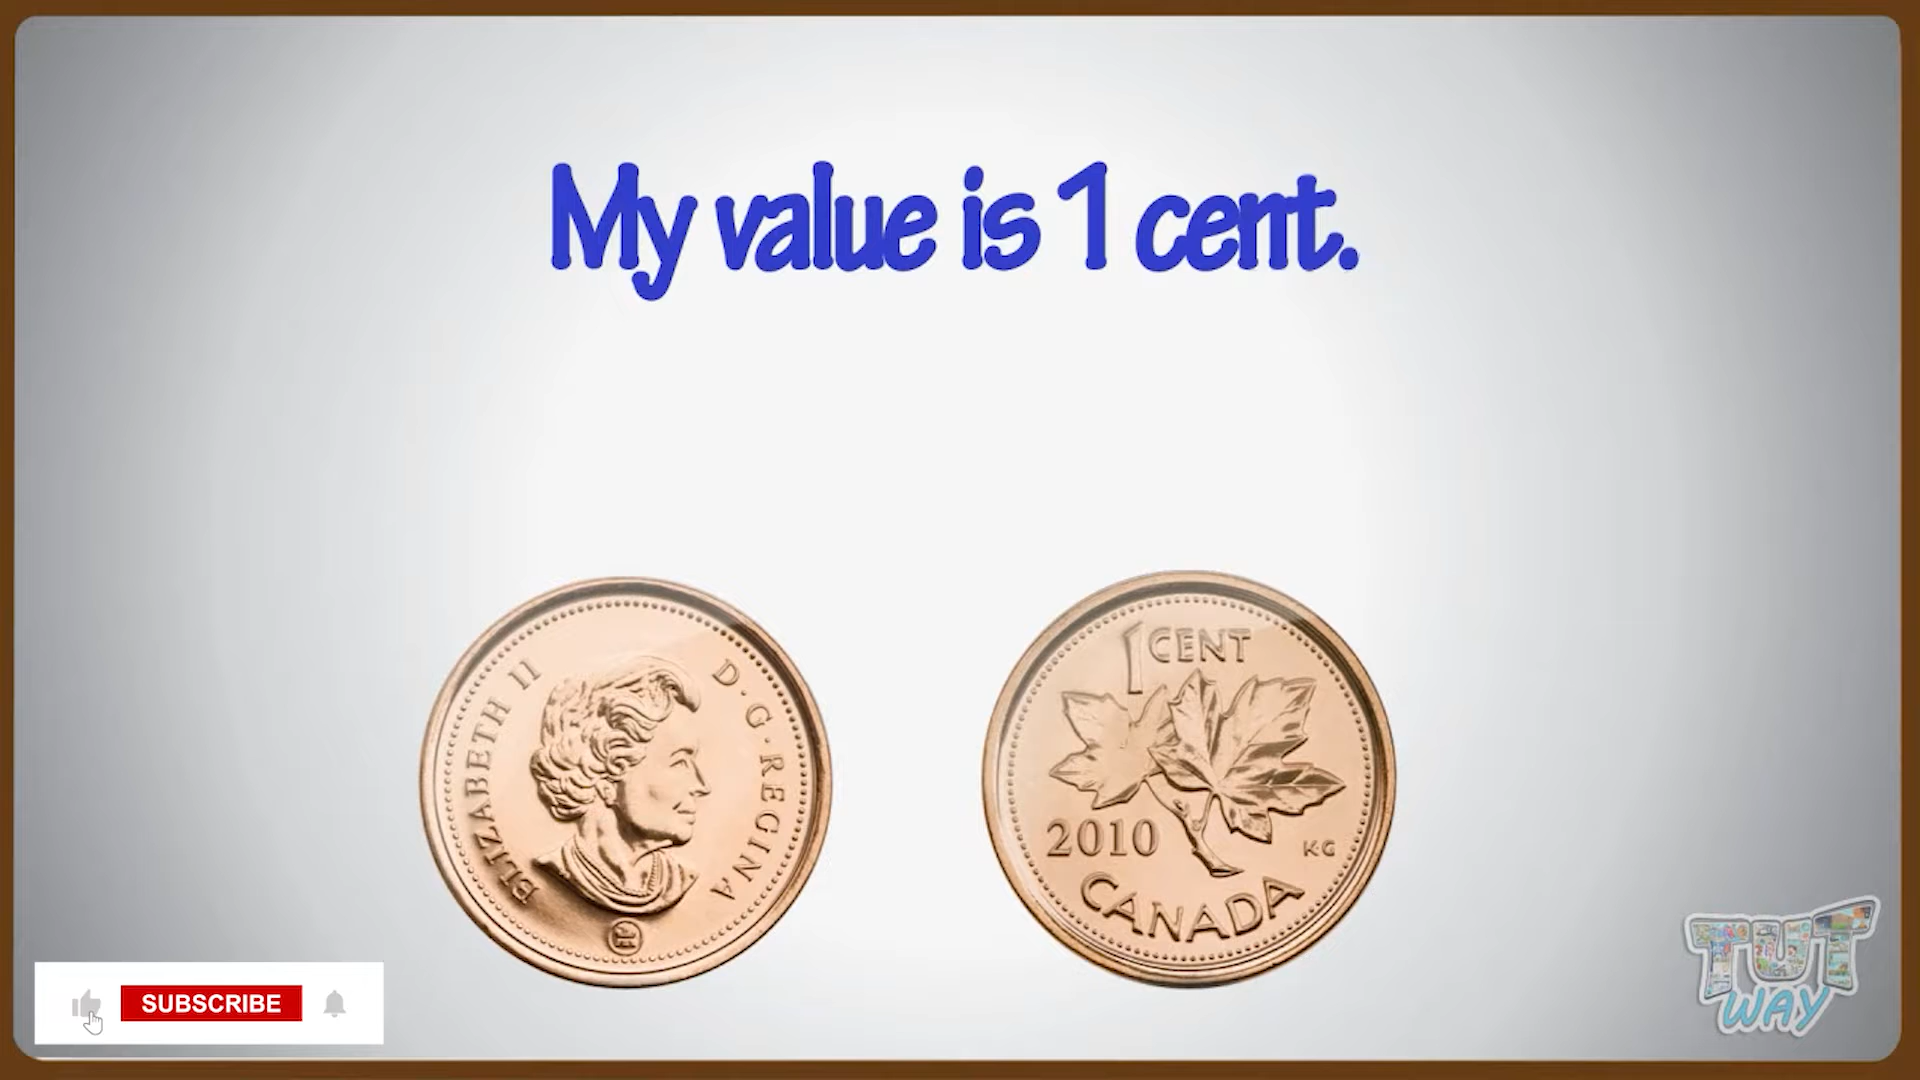 My value is 1 cent.
ELIZABETH II
D·G·REGINA
1 CENT
2010
KG
CANADA
SUBSCRIBE
TUT
WAY